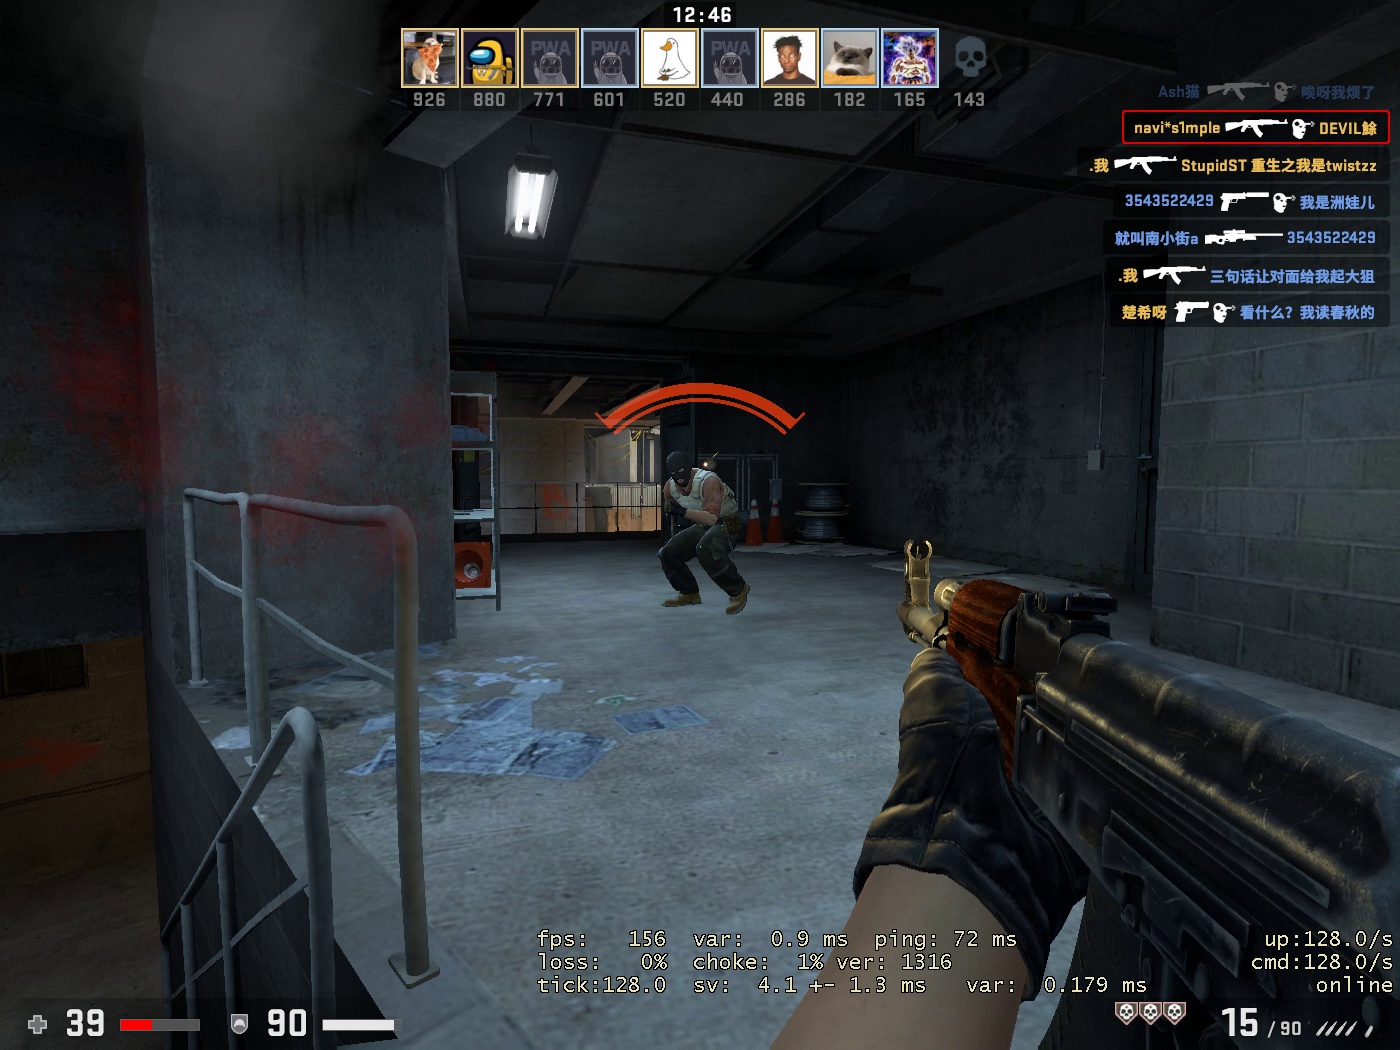 12:46
PWA PWA PWA
926 880 771 601 520 440 286 182 165 143
Ash猫 唉呀我烦了
navi*s1mple DEVIL鮽
.我 StupidST 重生之我是twistzz
3543522429 我是洲娃儿
就叫南小街a 3543522429
.我 三句话让对面给我起大狙
楚希呀 看什么？我读春秋的
B
fps: 156 var: 0.9 ms ping: 72 ms
loss: 0% choke: 1% ver: 1316
tick:128.0 sv: 4.1 +- 1.3 ms var: 0.179 ms
up:128.0/s
cmd:128.0/s
online
39 90
15 / 90